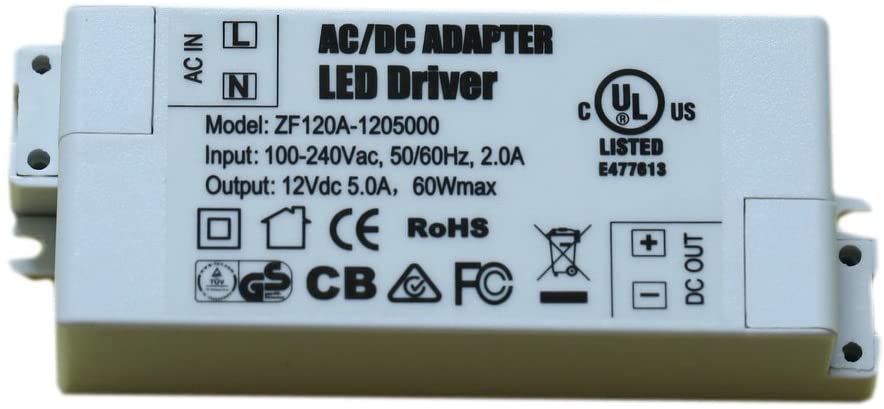 AC IN
L
N
AC/DC ADAPTER
LED Driver
Model: ZF120A-1205000
Input: 100-240Vac, 50/60Hz, 2.0A
Output: 12Vdc 5.0A, 60Wmax
C UL US
®
LISTED
E477613
CE RoHS
TÜV GS CB FC
+
-
DC OUT